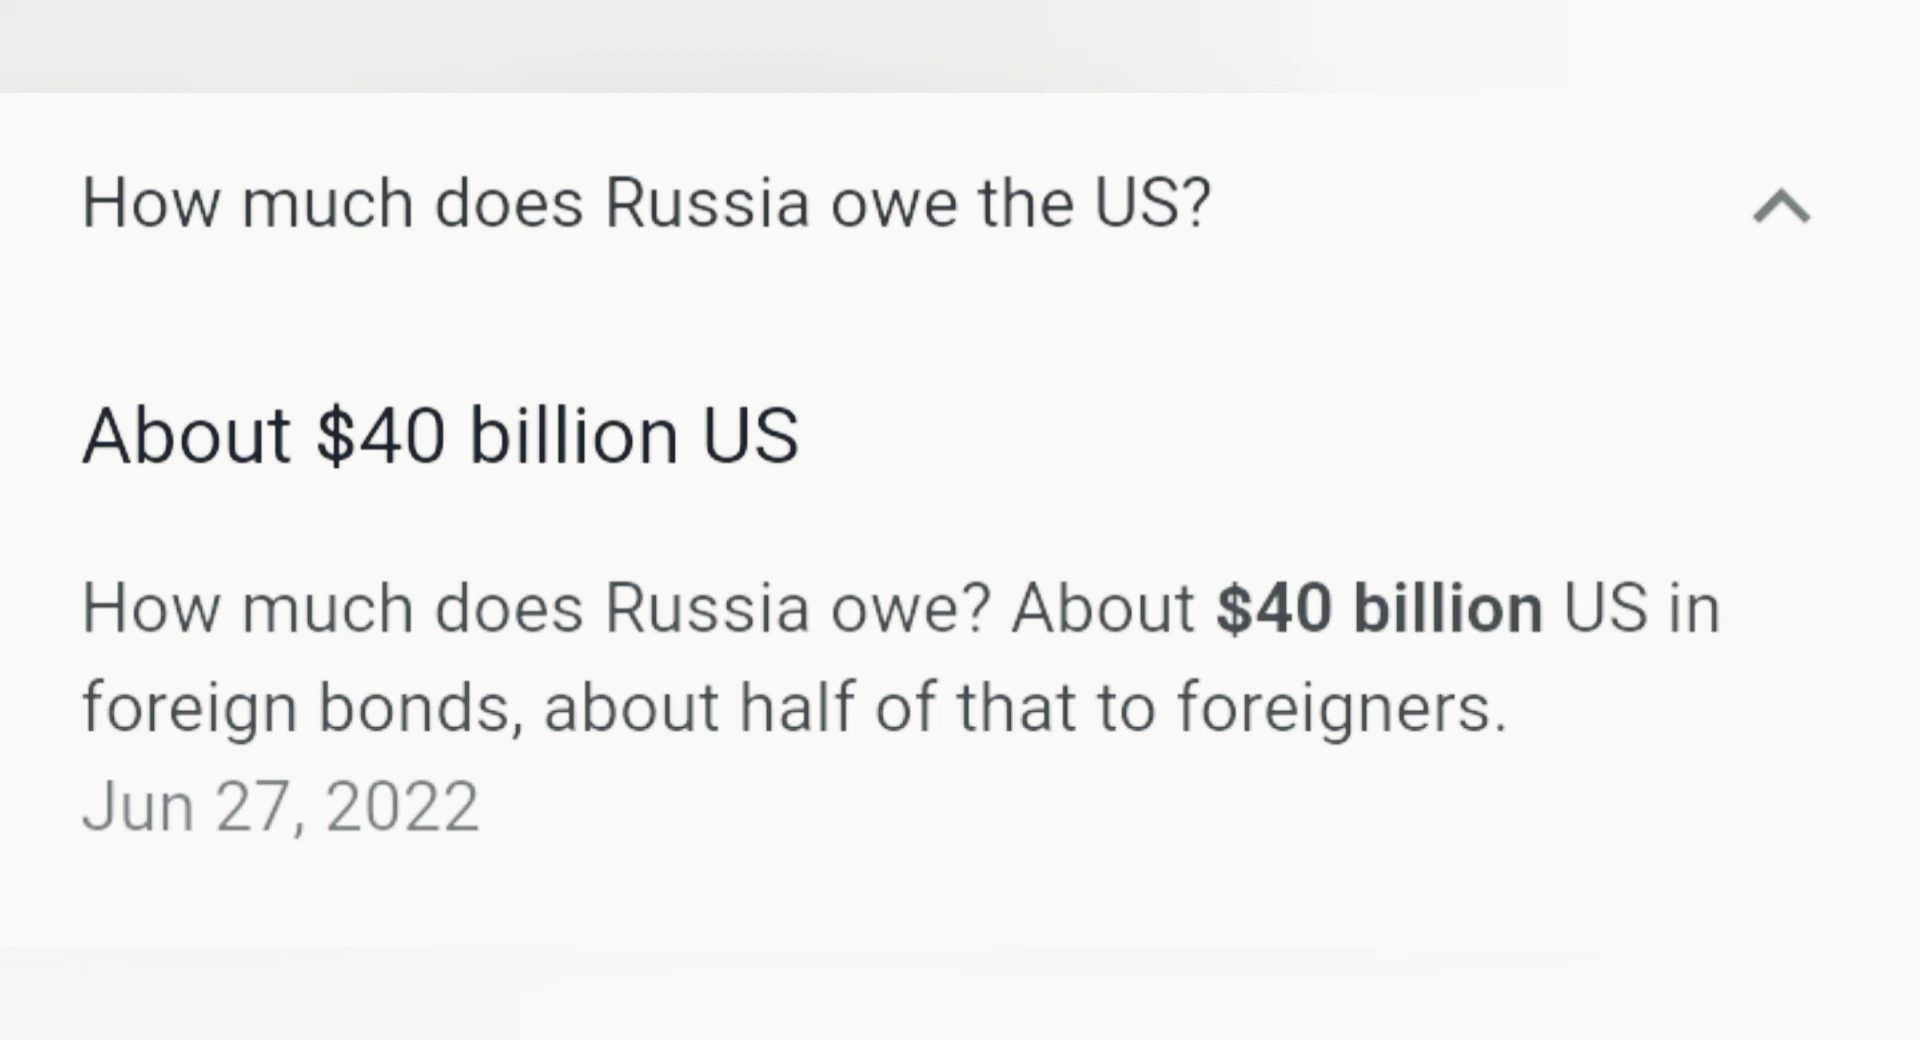 How much does Russia owe the US?
About $40 billion US
How much does Russia owe? About $40 billion US in
foreign bonds, about half of that to foreigners.
Jun 27, 2022